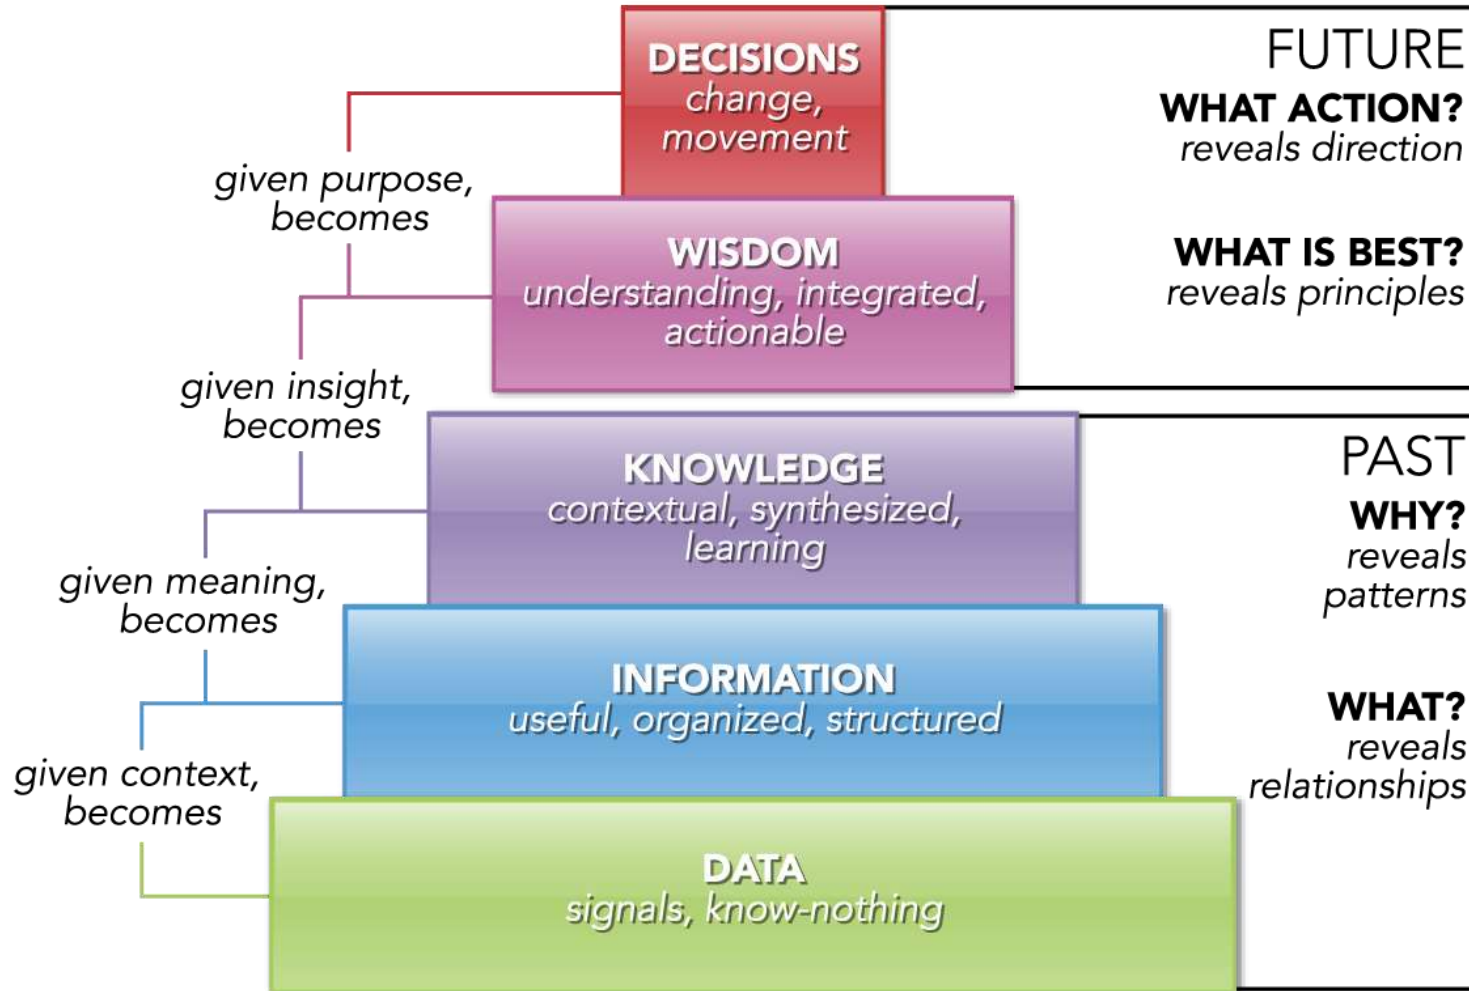 DECISIONS
change,
movement
WISDOM
understanding, integrated,
actionable
KNOWLEDGE
contextual, synthesized,
learning
INFORMATION
useful, organized, structured
DATA
signals, know-nothing
given purpose,
becomes
given insight,
becomes
given meaning,
becomes
given context,
becomes
FUTURE
WHAT ACTION?
reveals direction
WHAT IS BEST?
reveals principles
PAST
WHY?
reveals
patterns
WHAT?
reveals
relationships